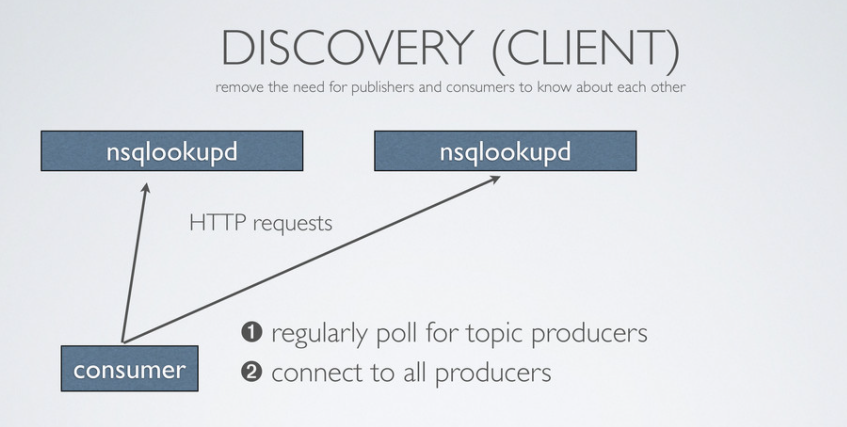 DISCOVERY (CLIENT)
remove the need for publishers and consumers to know about each other
nsqlookupd
nsqlookupd
HTTP requests
❶ regularly poll for topic producers
❷ connect to all producers
consumer